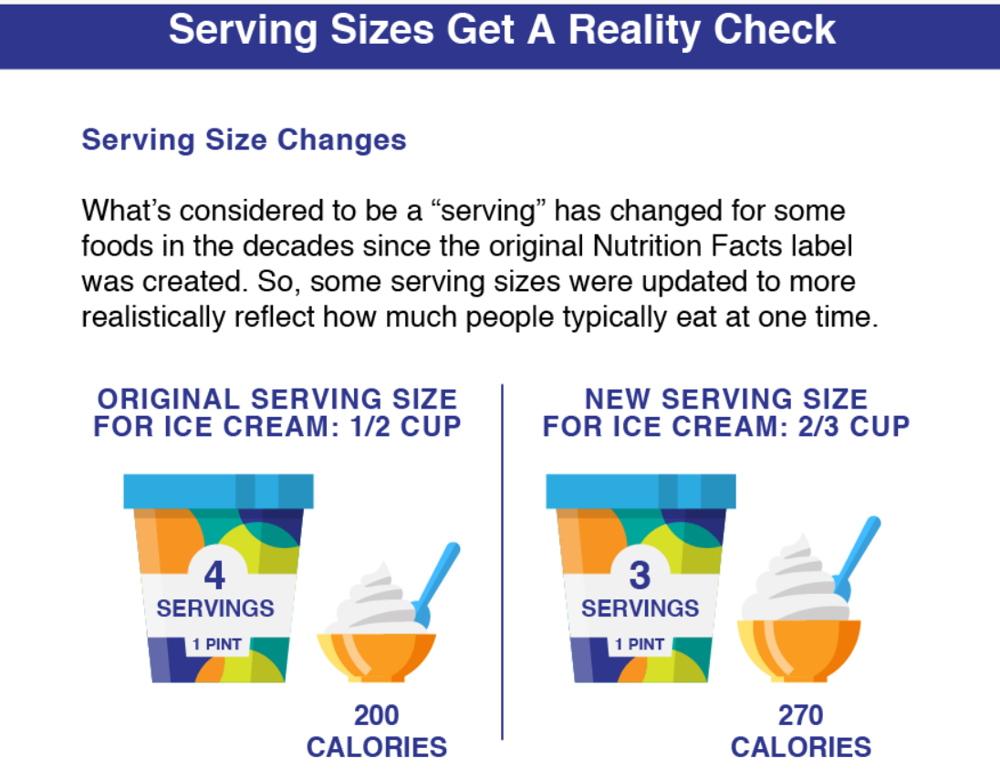 Serving Sizes Get A Reality Check
Serving Size Changes
What’s considered to be a “serving” has changed for some
foods in the decades since the original Nutrition Facts label
was created. So, some serving sizes were updated to more
realistically reflect how much people typically eat at one time.
ORIGINAL SERVING SIZE
FOR ICE CREAM: 1/2 CUP
4
SERVINGS
1 PINT
200
CALORIES
NEW SERVING SIZE
FOR ICE CREAM: 2/3 CUP
3
SERVINGS
1 PINT
270
CALORIES